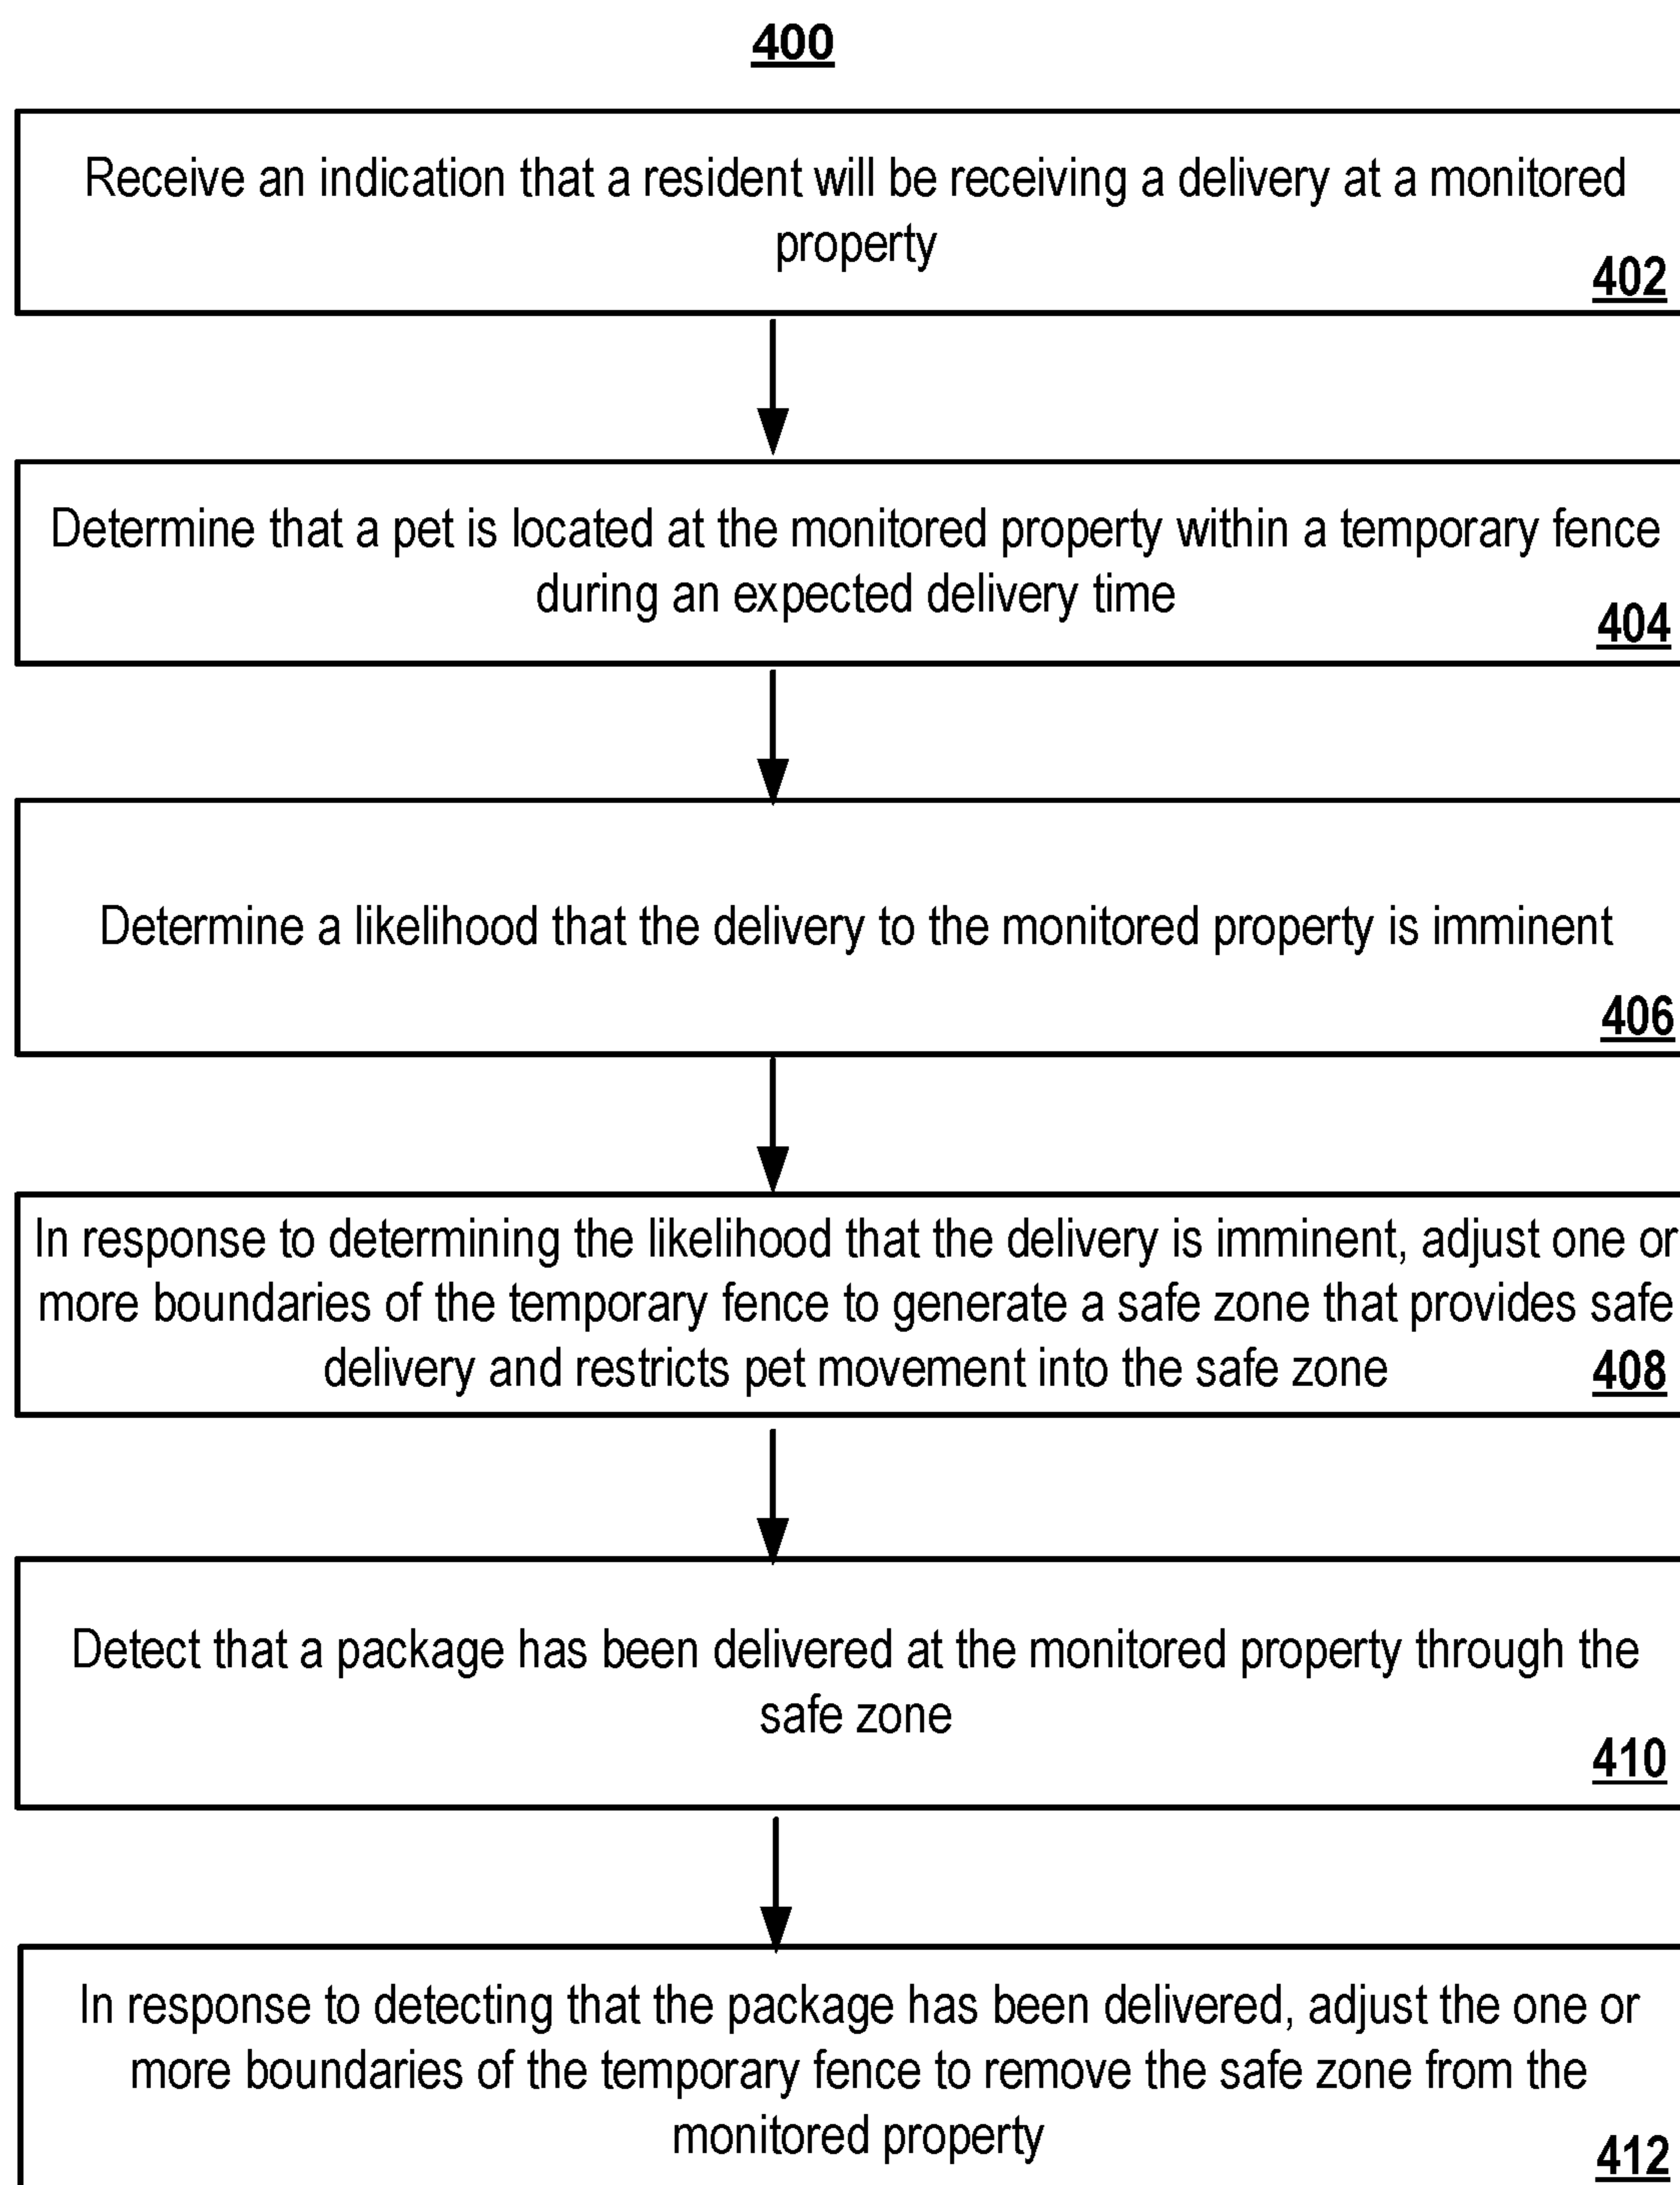 400
Receive an indication that a resident will be receiving a delivery at a monitored
property
402
Determine that a pet is located at the monitored property within a temporary fence
during an expected delivery time
404
Determine a likelihood that the delivery to the monitored property is imminent
406
In response to determining the likelihood that the delivery is imminent, adjust one or
more boundaries of the temporary fence to generate a safe zone that provides safe
delivery and restricts pet movement into the safe zone
408
Detect that a package has been delivered at the monitored property through the
safe zone
410
In response to detecting that the package has been delivered, adjust the one or
more boundaries of the temporary fence to remove the safe zone from the
monitored property
412